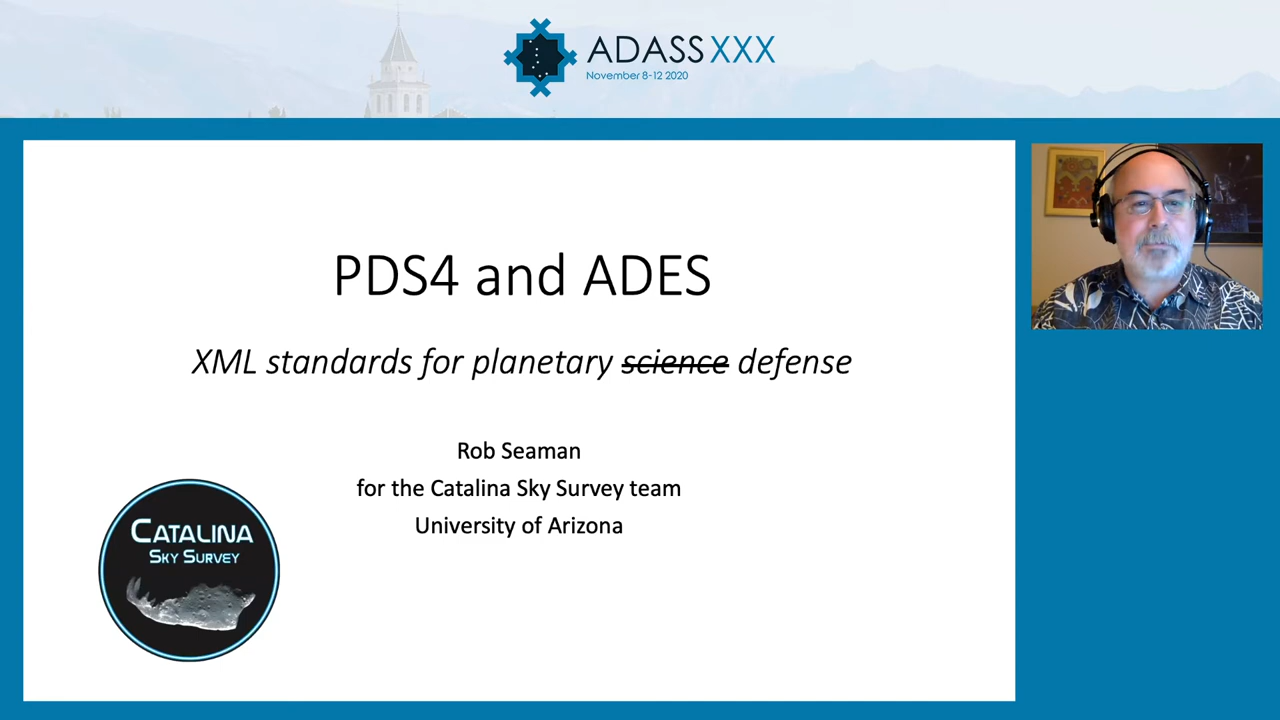 ADASS XXX
November 8-12 2020
PDS4 and ADES
XML standards for planetary science defense
Rob Seaman
for the Catalina Sky Survey team
University of Arizona
CATALINA
SKY SURVEY